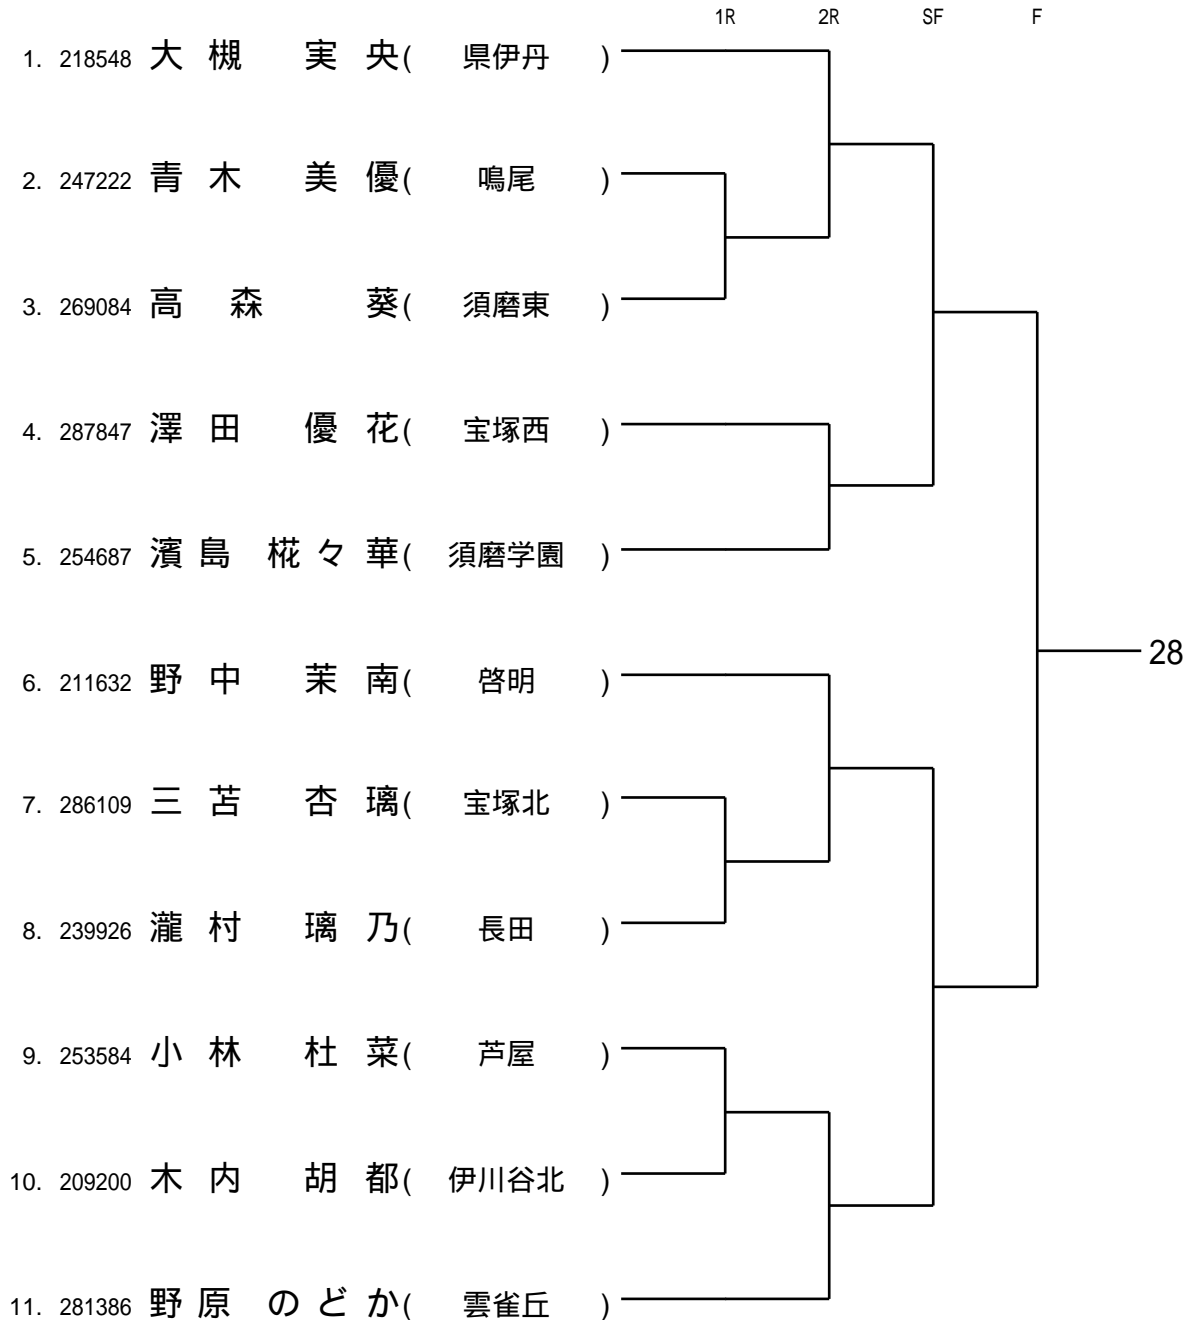 1R 2R SF F
1. 218548 大槻 実央( 県伊丹 )
2. 247222 青木 美優( 鳴尾 )
3. 269084 高森 葵( 須磨東 )
4. 287847 澤田 優花( 宝塚西 )
5. 254687 濱島 椛々華( 須磨学園 )
28
6. 211632 野中 茉南( 啓明 )
7. 286109 三苫 杏璃( 宝塚北 )
8. 239926 瀧村 璃乃( 長田 )
9. 253584 小林 杜菜( 芦屋 )
10. 209200 木内 胡都( 伊川谷北 )
11. 281386 野原 のどか( 雲雀丘 )